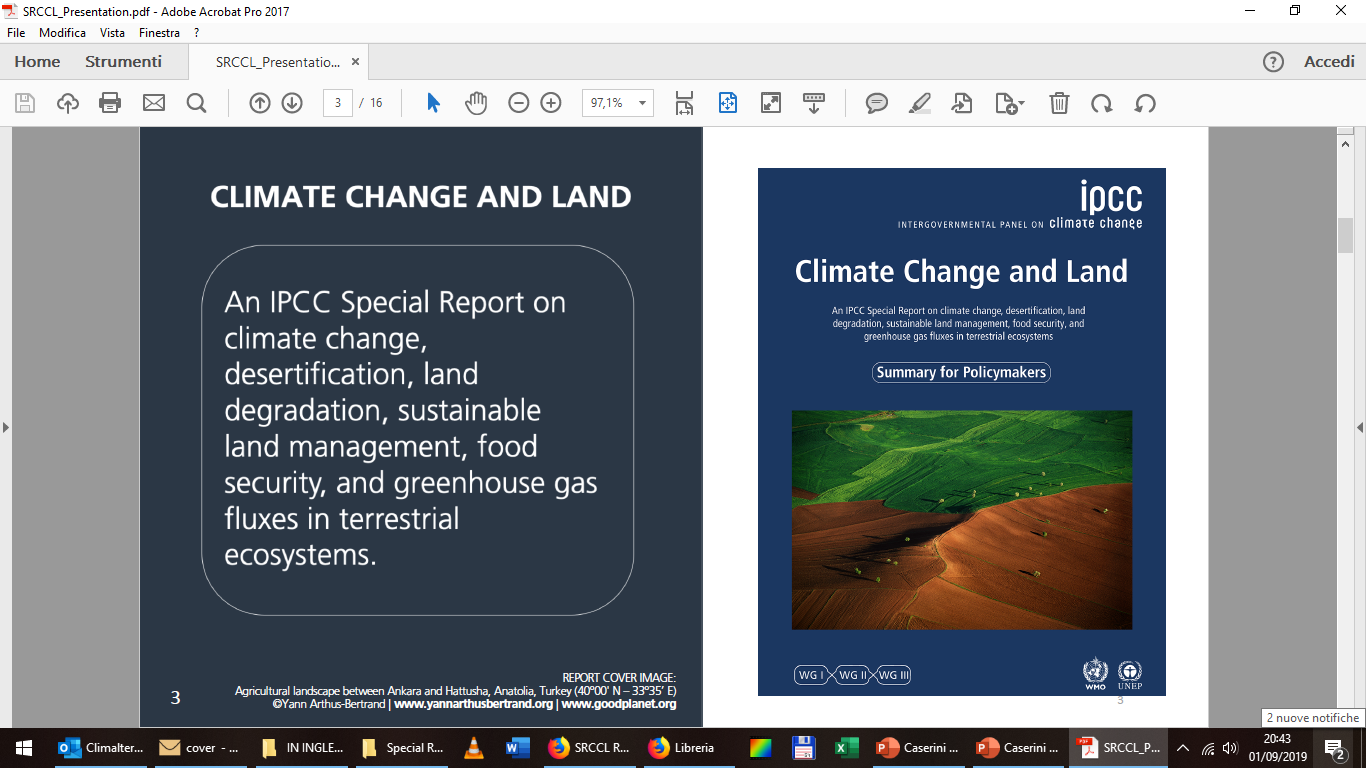 SRCCL_Presentation.pdf - Adobe Acrobat Pro 2017
File Modifica Vista Finestra ?
Home Strumenti SRCCL_Presentatio... × ? Accedi
3 / 16 97,1%
CLIMATE CHANGE AND LAND
An IPCC Special Report on
climate change,
desertification, land
degradation, sustainable
land management, food
security, and greenhouse gas
fluxes in terrestrial
ecosystems.
REPORT COVER IMAGE:
Agricultural landscape between Ankara and Hattusha, Anatolia, Turkey (40º00' N – 33º35’ E)
©Yann Arthus-Bertrand | www.yannarthusbertrand.org | www.goodplanet.org
3
ipcc
INTERGOVERNMENTAL PANEL ON climate change
Climate Change and Land
An IPCC Special Report on climate change, desertification, land
degradation, sustainable land management, food security, and
greenhouse gas fluxes in terrestrial ecosystems
Summary for Policymakers
WG I WG II WG III
WMO UNEP
3
2 nuove notifiche
Climalter... cover - ... IN INGLE... Special R... SRCCL R... Libreria Caserini ... Caserini ... SRCCL_P...
20:43
01/09/2019
2